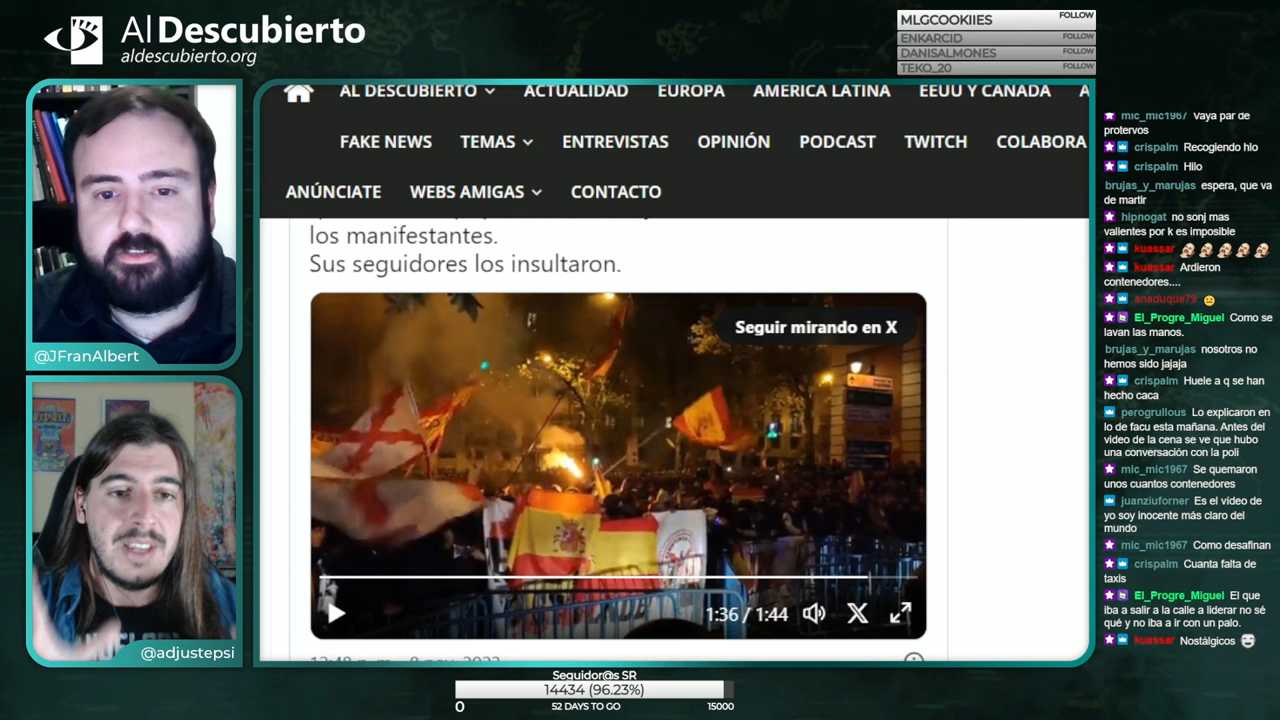 Al Descubierto
aldescubierto.org
MLGCOOKIIES FOLLOW
ENKARCID FOLLOW
DANISALMONES FOLLOW
TEKO_20 FOLLOW
@JFranAlbert
@adjustepsi
AL DESCUBIERTO ACTUALIDAD EUROPA AMÉRICA LATINA EEUU Y CANADÁ
FAKE NEWS TEMAS ENTREVISTAS OPINIÓN PODCAST TWITCH COLABORA
ANÚNCIATE WEBS AMIGAS CONTACTO
los manifestantes.
Sus seguidores los insultaron.
Seguir mirando en X
1:36 / 1:44
mic_mic1967 Vaya par de
protervos
crispalm Recogiendo hlo
crispalm Hilo
brujas_y_marujas espera, que va
de martir
hipnogat no sonj mas
valientes por k es imposible
kuassar
kuassar Ardieron
contenedores....
anaduque79
El_Progre_Miguel Como se
lavan las manos.
brujas_y_marujas nosotros no
hemos sido jajaja
crispalm Huele a q se han
hecho caca
perogrullous Lo explicaron en
lo de facu esta mañana. Antes del
video de la cena se ve que hubo
una conversación con la poli
mic_mic1967 Se quemaron
unos cuantos contenedores
juanziuforner Es el vídeo de
yo soy inocente más claro del
mundo
mic_mic1967 Como desafinan
crispalm Cuanta falta de
taxis
El_Progre_Miguel El que
iba a salir a la calle a liderar no sé
qué y no iba a ir con un palo.
kuassar Nostálgicos
Seguidor@s SR
14434 (96.23%)
0 52 DAYS TO GO 15000